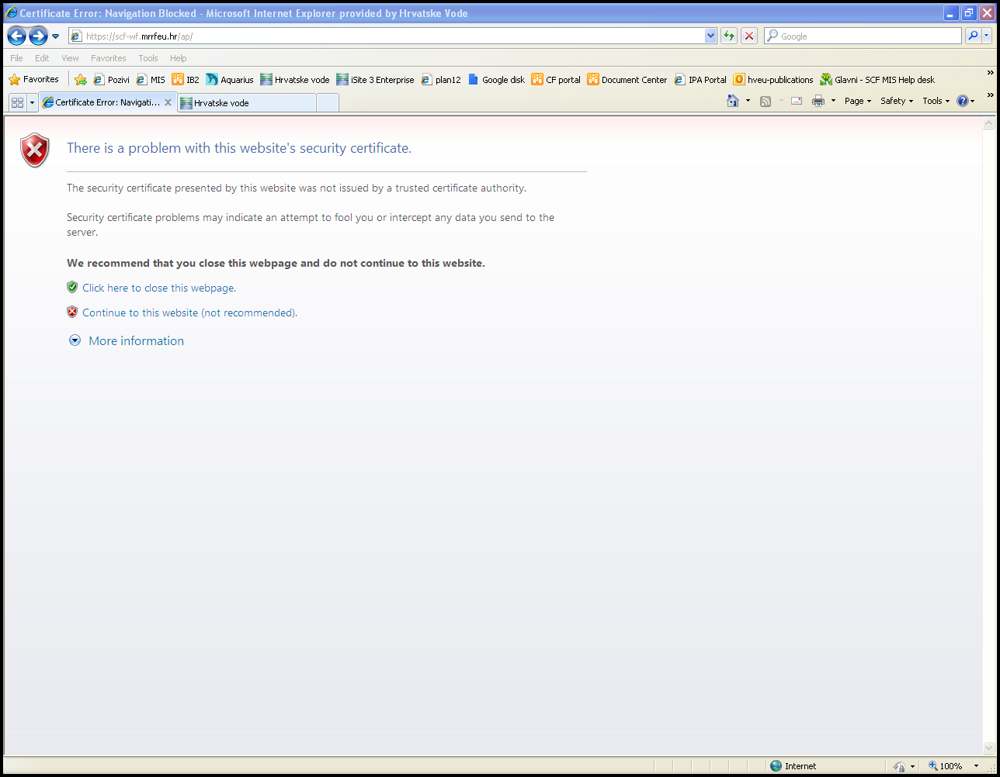 Certificate Error: Navigation Blocked - Microsoft Internet Explorer provided by Hrvatske Vode
https://scf-wf.mrrfeu.hr/ap/
Google
File Edit View Favorites Tools Help
Favorites Pozivi MIS IB2 Aquarius Hrvatske vode iSite 3 Enterprise plan12 Google disk CF portal Document Center IPA Portal hveu-publications Glavni - SCF MIS Help desk
Certificate Error: Navigati... Hrvatske vode Page Safety Tools
There is a problem with this website's security certificate.
The security certificate presented by this website was not issued by a trusted certificate authority.
Security certificate problems may indicate an attempt to fool you or intercept any data you send to the
server.
We recommend that you close this webpage and do not continue to this website.
Click here to close this webpage.
Continue to this website (not recommended).
More information
Internet 100%